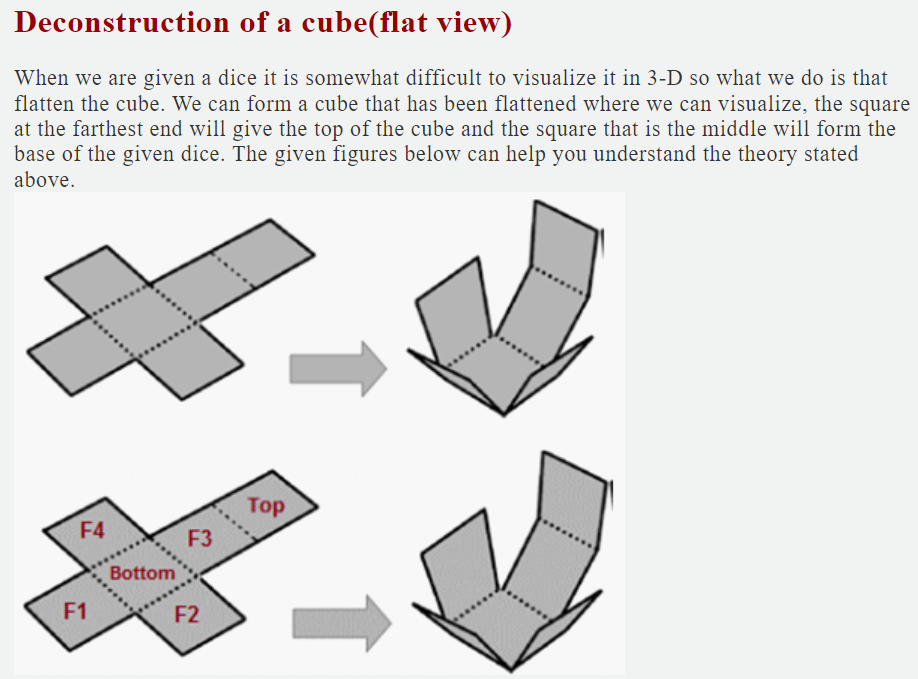 Deconstruction of a cube(flat view)
When we are given a dice it is somewhat difficult to visualize it in 3-D so what we do is that
flatten the cube. We can form a cube that has been flattened where we can visualize, the square
at the farthest end will give the top of the cube and the square that is the middle will form the
base of the given dice. The given figures below can help you understand the theory stated
above.
Top
F4
F3
Bottom
F1
F2